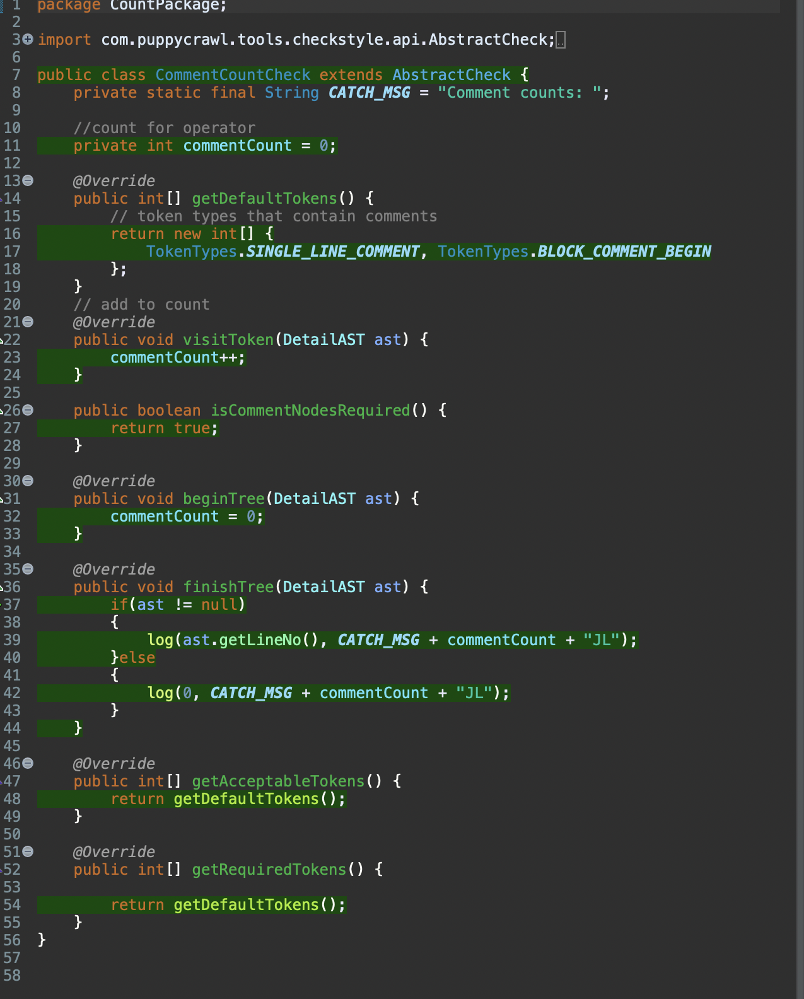 1 package CountPackage;
2
3 import com.puppycrawl.tools.checkstyle.api.AbstractCheck;
6
7 public class CommentCountCheck extends AbstractCheck {
8     private static final String CATCH_MSG = "Comment counts: ";
9
10     //count for operator
11     private int commentCount = 0;
12
13     @Override
14     public int[] getDefaultTokens() {
15         // token types that contain comments
16         return new int[] {
17             TokenTypes.SINGLE_LINE_COMMENT, TokenTypes.BLOCK_COMMENT_BEGIN
18         };
19     }
20     // add to count
21     @Override
22     public void visitToken(DetailAST ast) {
23         commentCount++;
24     }
25
26     public boolean isCommentNodesRequired() {
27         return true;
28     }
29
30     @Override
31     public void beginTree(DetailAST ast) {
32         commentCount = 0;
33     }
34
35     @Override
36     public void finishTree(DetailAST ast) {
37         if(ast != null)
38         {
39             log(ast.getLineNo(), CATCH_MSG + commentCount + "JL");
40         }else
41         {
42             log(0, CATCH_MSG + commentCount + "JL");
43         }
44     }
45
46     @Override
47     public int[] getAcceptableTokens() {
48         return getDefaultTokens();
49     }
50
51     @Override
52     public int[] getRequiredTokens() {
53
54         return getDefaultTokens();
55     }
56 }
57
58